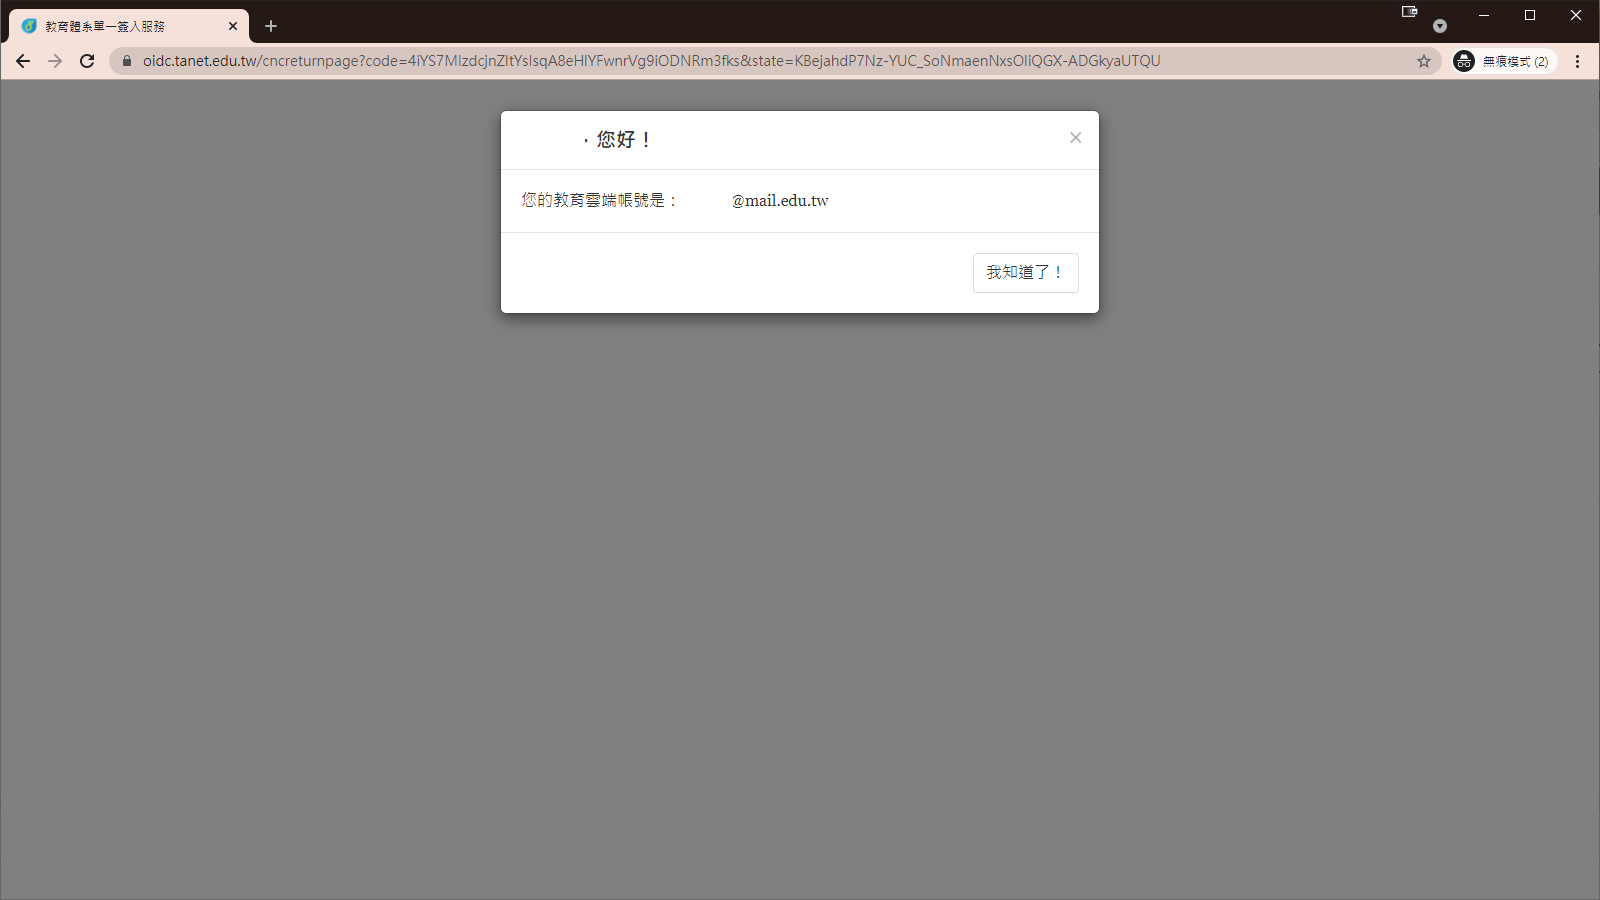 教育體系單一簽入服務
oidc.tanet.edu.tw/cncreturnpage?code=4iYS7MIzdcjnZItYsIsqA8eHIYFwnrVg9iODNRm3fks&state=KBejahdP7Nz-YUC_SoNmaenNxsOIiQGX-ADGkyaUTQU
無痕模式 (2)
，您好！
您的教育雲端帳號是： @mail.edu.tw
我知道了！